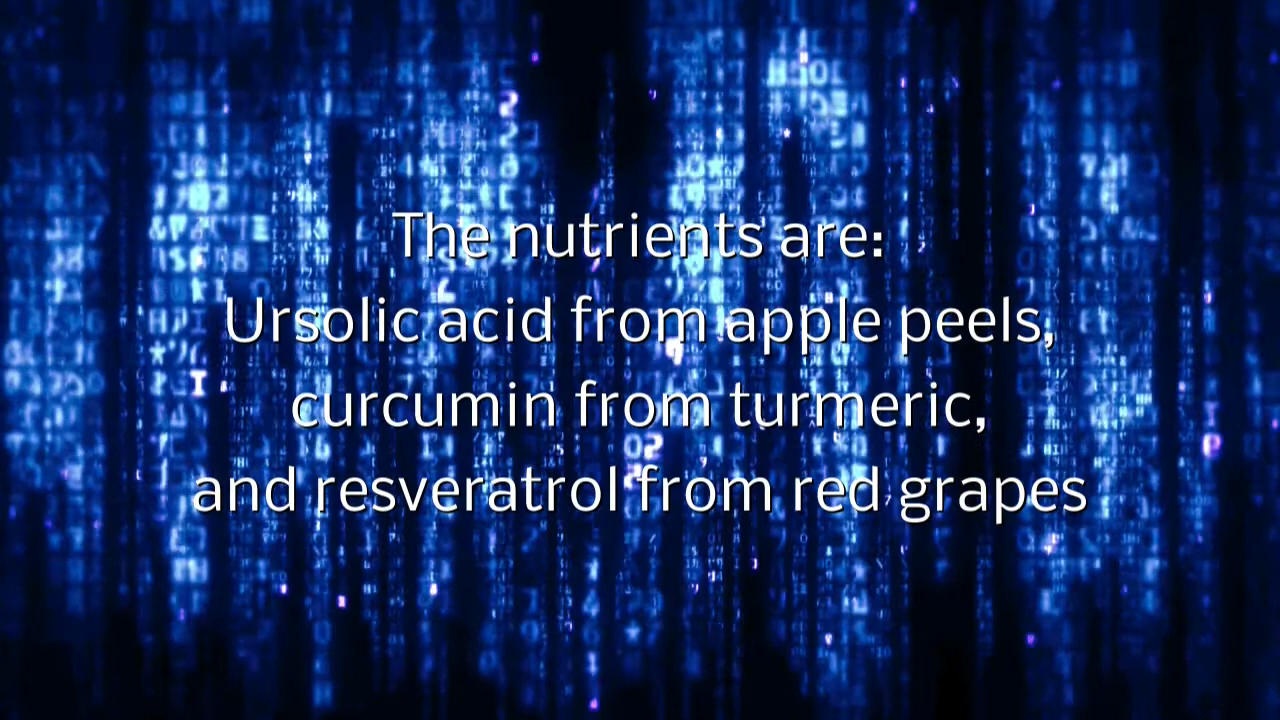 The nutrients are:
Ursolic acid from apple peels,
curcumin from turmeric,
and resveratrol from red grapes